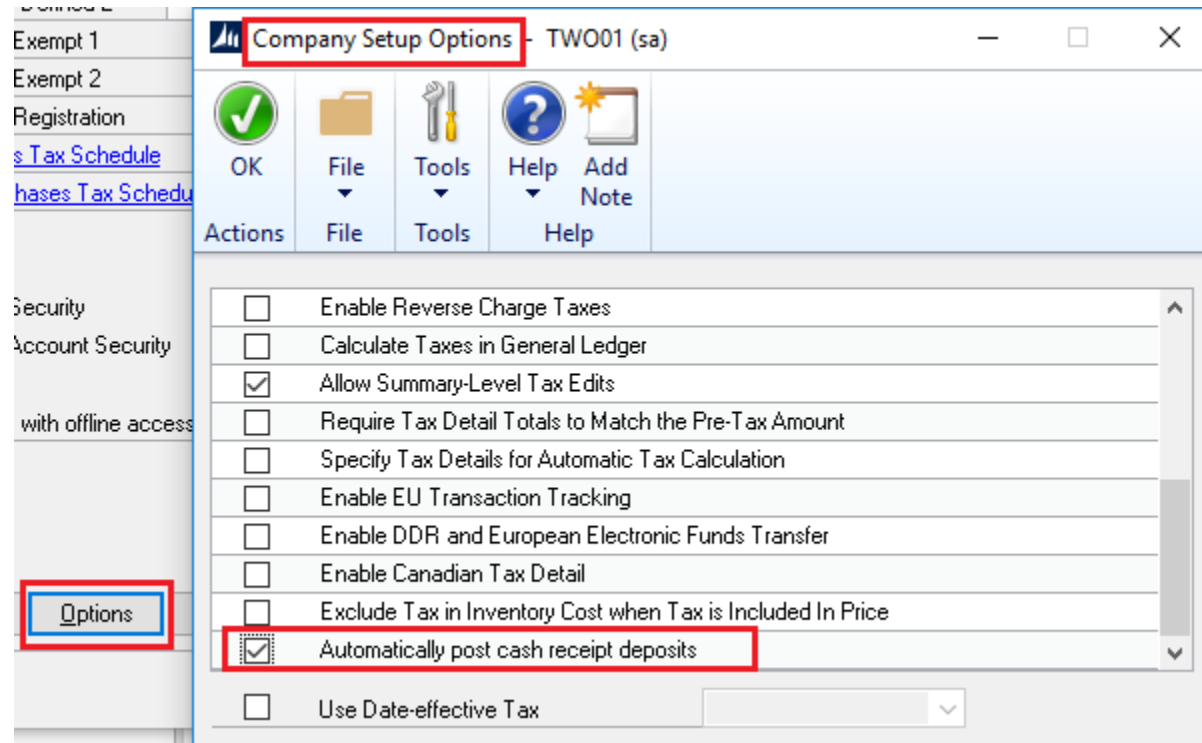 Exempt 1
Exempt 2
Registration
s Tax Schedule
hases Tax Schedu
Security
Account Security
with offline access
Options
Company Setup Options - TWO01 (sa)
OK
File
Tools
Help
Add
Note
Actions
File
Tools
Help
Enable Reverse Charge Taxes
Calculate Taxes in General Ledger
Allow Summary-Level Tax Edits
Require Tax Detail Totals to Match the Pre-Tax Amount
Specify Tax Details for Automatic Tax Calculation
Enable EU Transaction Tracking
Enable DDR and European Electronic Funds Transfer
Enable Canadian Tax Detail
Exclude Tax in Inventory Cost when Tax is Included In Price
Automatically post cash receipt deposits
Use Date-effective Tax